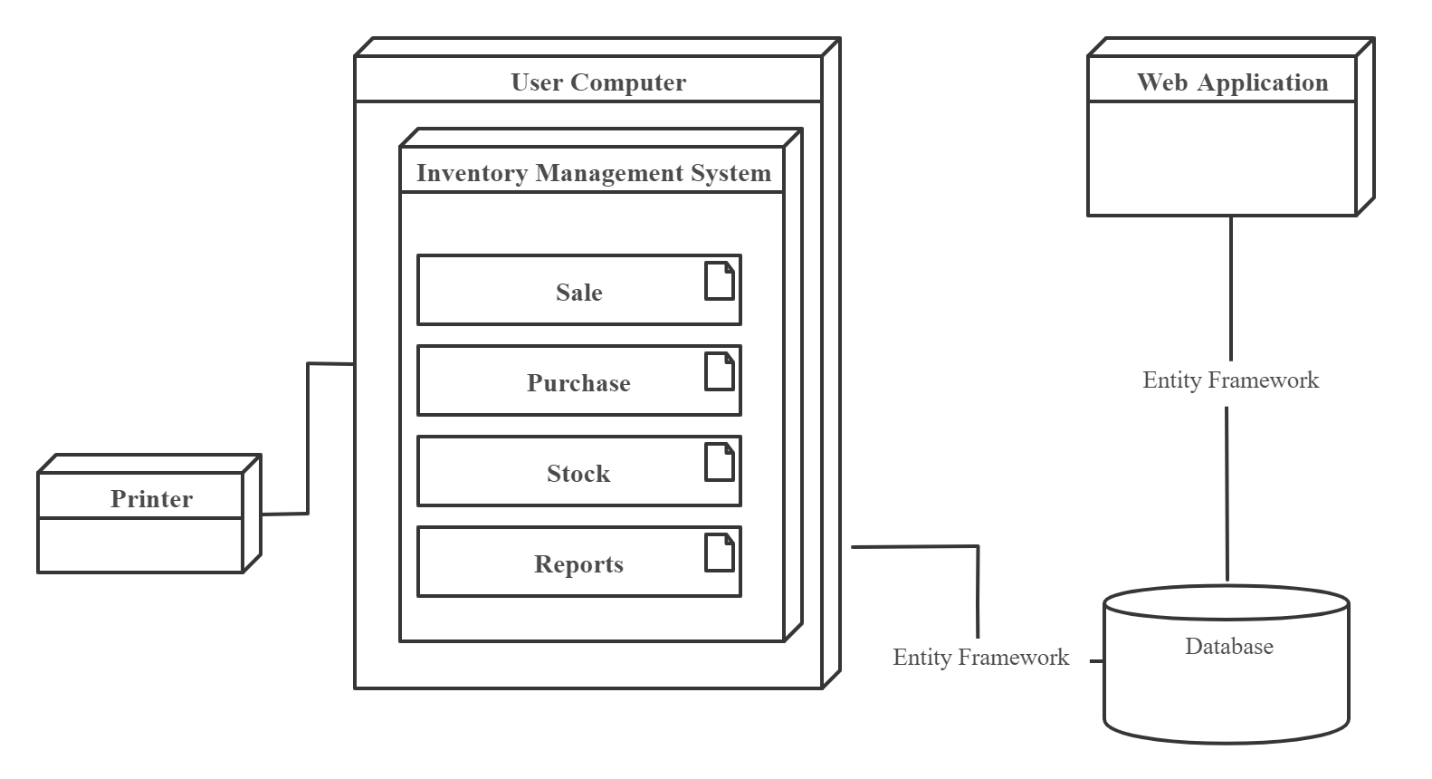 User Computer
Web Application
Inventory Management System
Sale
Purchase
Stock
Reports
Printer
Entity Framework
Entity Framework
Database